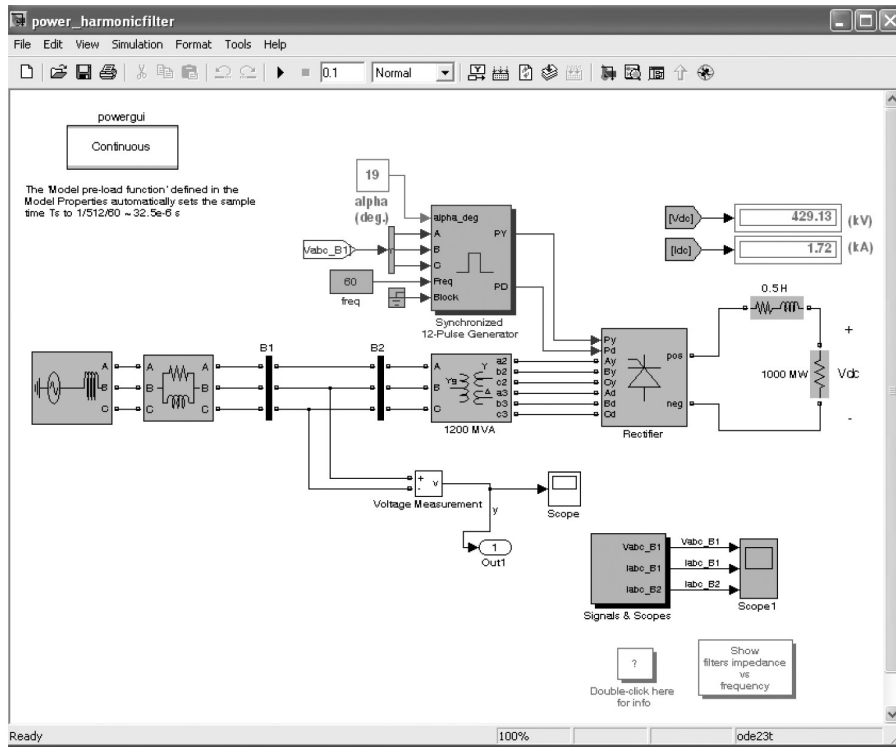 power_harmonicfilter
File Edit View Simulation Format Tools Help
0.1 Normal
powergui
Continuous
The 'Model pre-load function' defined in the
Model Properties automatically sets the sample
time Ts to 1/512/60 ~ 32.5e-6 s
19
alpha
(deg.)
Vabc_B1
60
freq
alpha_deg
A
B
C
Freq
Block
PY
PD
Synchronized
12-Pulse Generator
[Vdc]
429.13
(kV)
[Idc]
1.72
(kA)
0.5H
+
1000 MW
Vdc
-
A
B
C
A
B
C
A
B
C
B1
B2
A
B
C
Yg
Y
Δ
a2
b2
c2
a3
b3
c3
1200 MVA
Py
Pd
Ay
By
Cy
Ad
Bd
Cd
pos
neg
Rectifier
+
-
v
Voltage Measurement
y
Scope
1
Out1
Vabc_B1
Iabc_B1
Iabc_B2
Signals & Scopes
Vabc_B1
Iabc_B1
Iabc_B2
Scope1
?
Double-click here
for info
Show
filters impedance
vs
frequency
Ready 100% ode23t